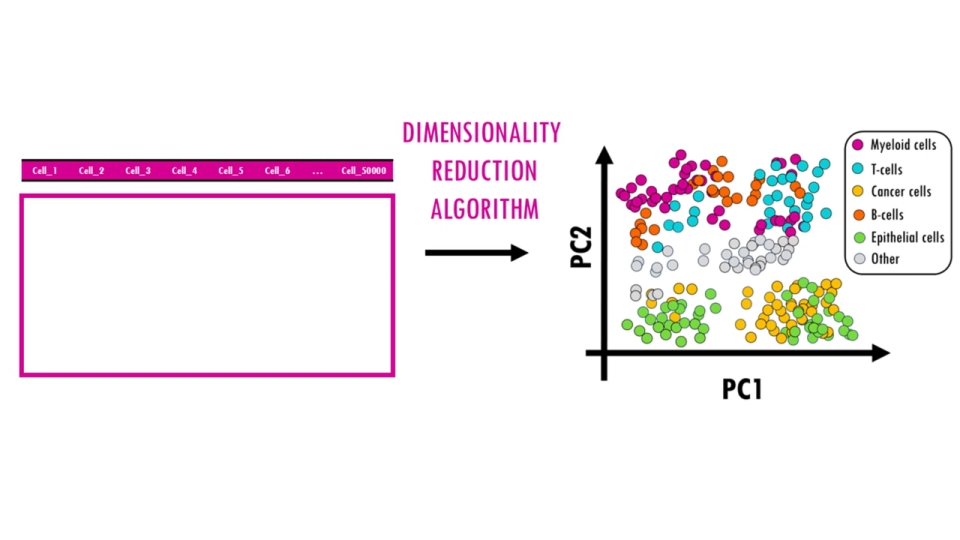 Cell_1 Cell_2 Cell_3 Cell_4 Cell_5 Cell_6 ... Cell_50000
DIMENSIONALITY
REDUCTION
ALGORITHM
PC2
PC1
Myeloid cells
T-cells
Cancer cells
B-cells
Epithelial cells
Other